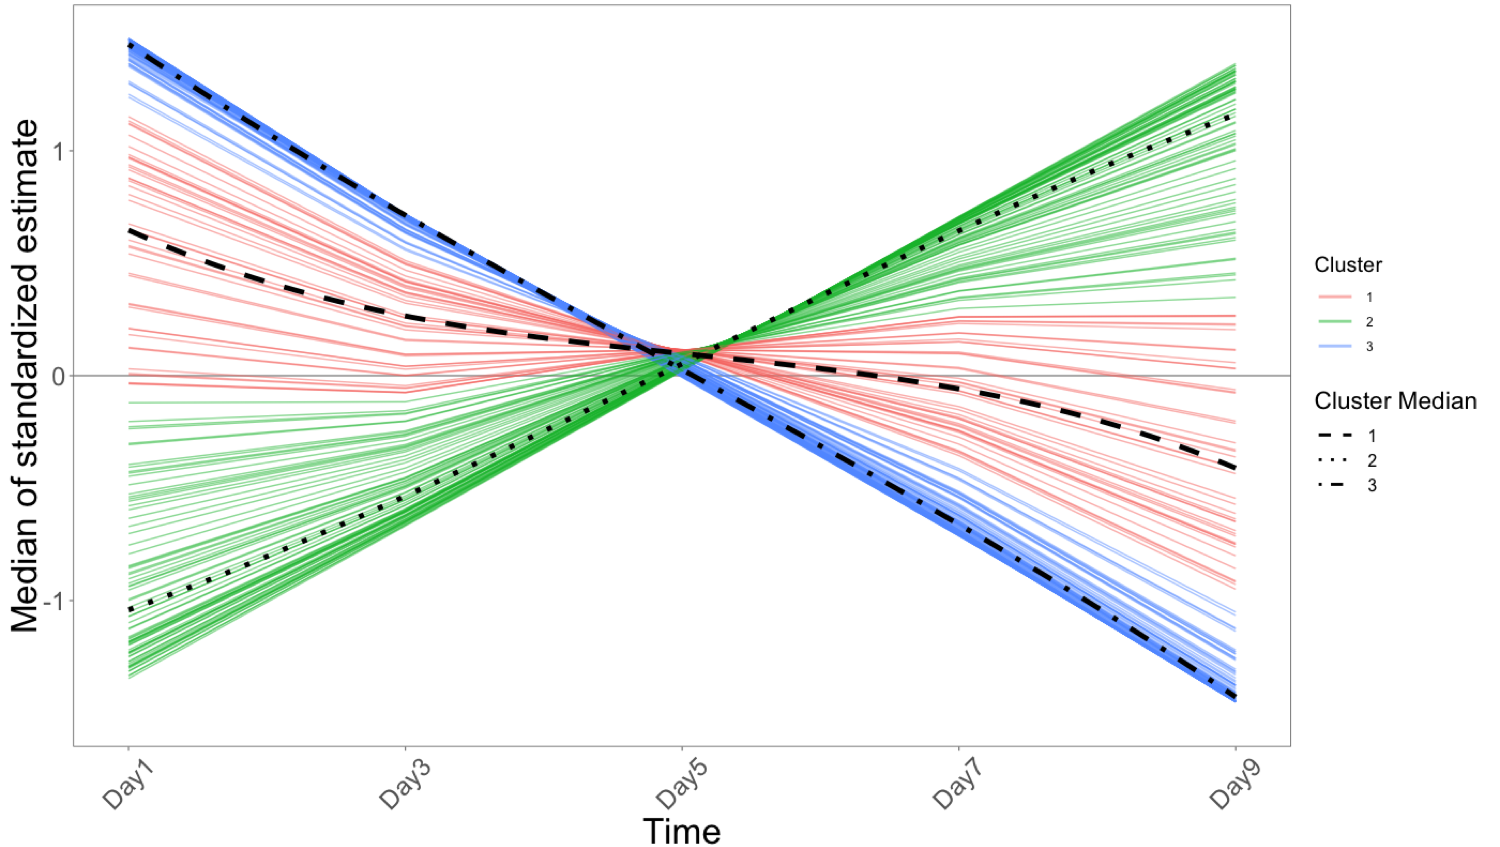 Median of standardized estimate
1
0
-1
Day1
Day3
Day5
Day7
Day9
Time
Cluster
1
2
3
Cluster Median
1
2
3